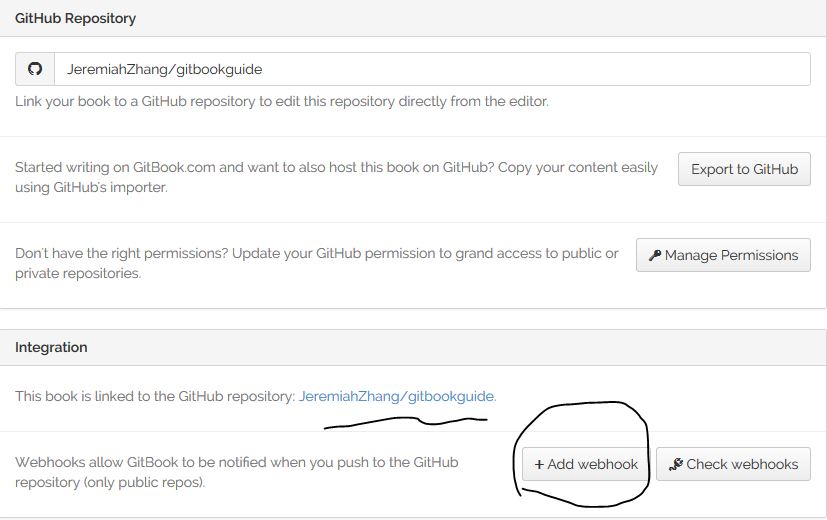 GitHub Repository
JeremiahZhang/gitbookguide
Link your book to a GitHub repository to edit this repository directly from the editor.
Started writing on GitBook.com and want to also host this book on GitHub? Copy your content easily
using GitHub's importer.
Export to GitHub
Don't have the right permissions? Update your GitHub permission to grand access to public or
private repositories.
Manage Permissions
Integration
This book is linked to the GitHub repository: JeremiahZhang/gitbookguide.
Webhooks allow GitBook to be notified when you push to the GitHub
repository (only public repos).
+ Add webhook
Check webhooks